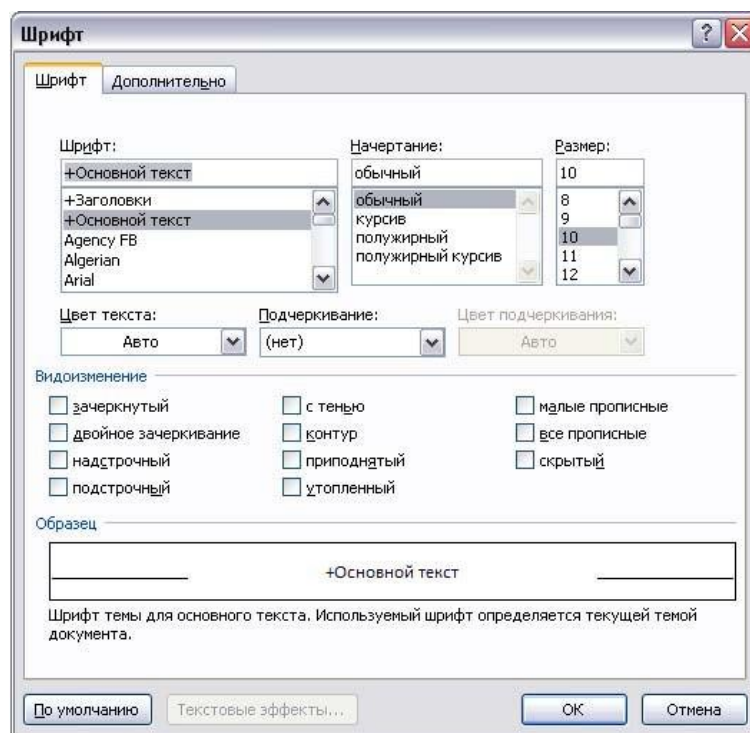 Шрифт
Шрифт Дополнительно
Шрифт: Начертание: Размер:
+Основной текст обычный 10
+Заголовки обычный 8
+Основной текст курсив 9
Agency FB полужирный 10
Algerian полужирный курсив 11
Arial 12
Цвет текста: Подчеркивание: Цвет подчеркивания:
Авто (нет) Авто
Видоизменение
зачеркнутый с тенью малые прописные
двойное зачеркивание контур все прописные
надстрочный приподнятый скрытый
подстрочный утопленный
Образец
+Основной текст
Шрифт темы для основного текста. Используемый шрифт определяется текущей темой
документа.
По умолчанию Текстовые эффекты... ОК Отмена